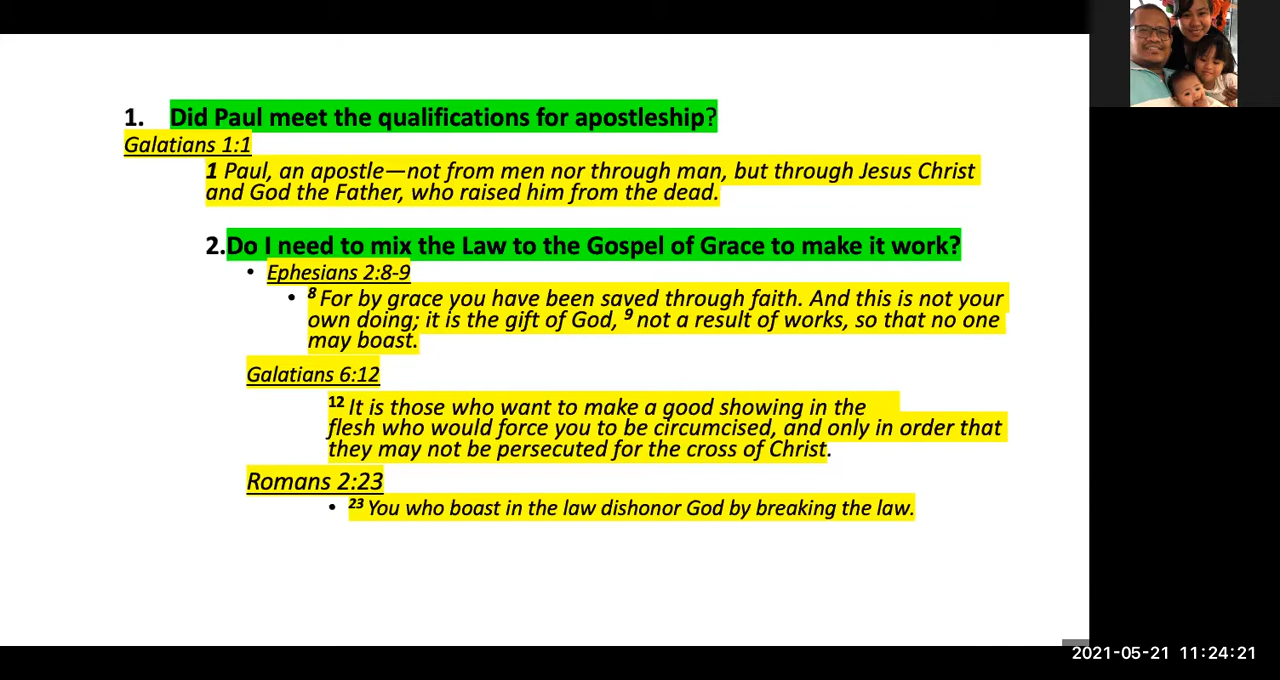 1. Did Paul meet the qualifications for apostleship?
Galatians 1:1
1 Paul, an apostle—not from men nor through man, but through Jesus Christ
and God the Father, who raised him from the dead.
2.Do I need to mix the Law to the Gospel of Grace to make it work?
• Ephesians 2:8-9
• 8 For by grace you have been saved through faith. And this is not your
own doing; it is the gift of God, 9 not a result of works, so that no one
may boast.
Galatians 6:12
12 It is those who want to make a good showing in the
flesh who would force you to be circumcised, and only in order that
they may not be persecuted for the cross of Christ.
Romans 2:23
• 23 You who boast in the law dishonor God by breaking the law.
2021-05-21 11:24:21